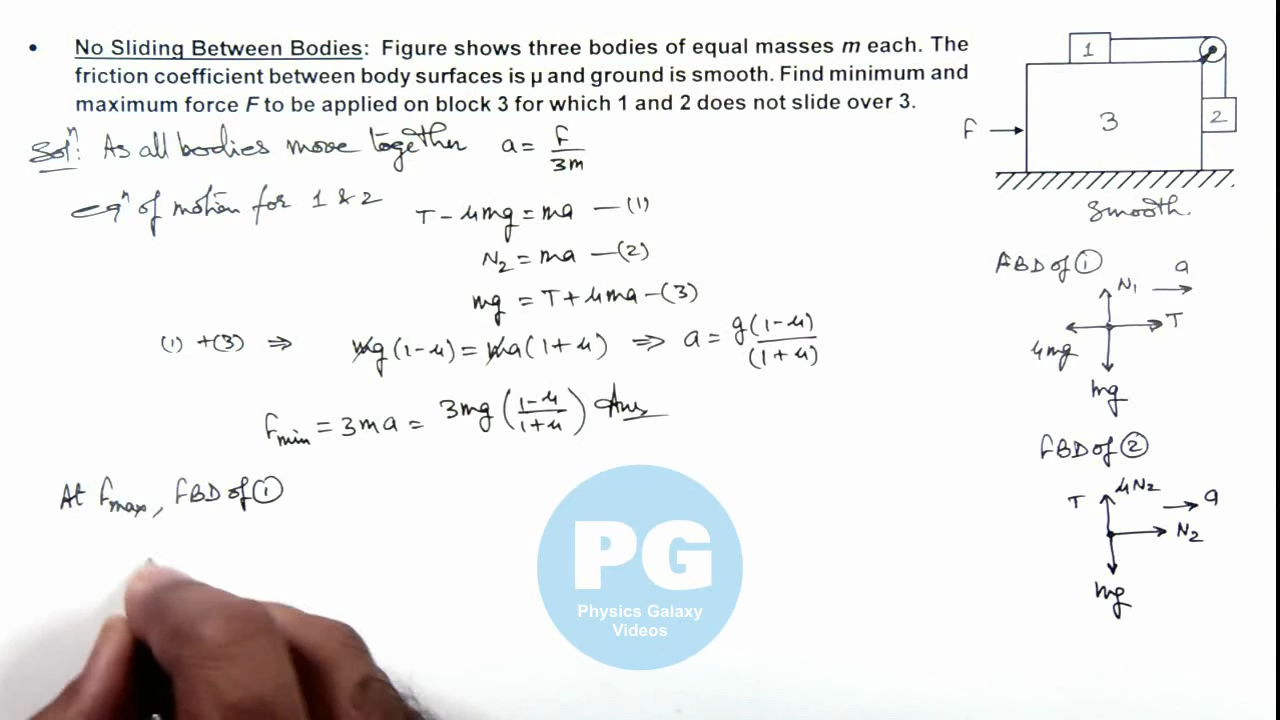 • No Sliding Between Bodies: Figure shows three bodies of equal masses m each. The
friction coefficient between body surfaces is μ and ground is smooth. Find minimum and
maximum force F to be applied on block 3 for which 1 and 2 does not slide over 3.
Solⁿ: As all bodies move together a = F/3m
eqⁿ of motion for 1 & 2
T - μmg = ma —(1)
N₂ = ma —(2)
mg = T + μma —(3)
(1) + (3) ⇒ mg(1-μ) = ma(1+μ) ⇒ a = g(1-μ)/(1+μ)
Fmin = 3ma = 3mg (1-μ/1+μ) Ans
At Fmax, FBD of ①
1
2
3
F
Smooth.
FBD of ①
N₁
a
T
μmg
mg
FBD of ②
T
μN₂
a
N₂
mg
PG
Physics Galaxy
Videos